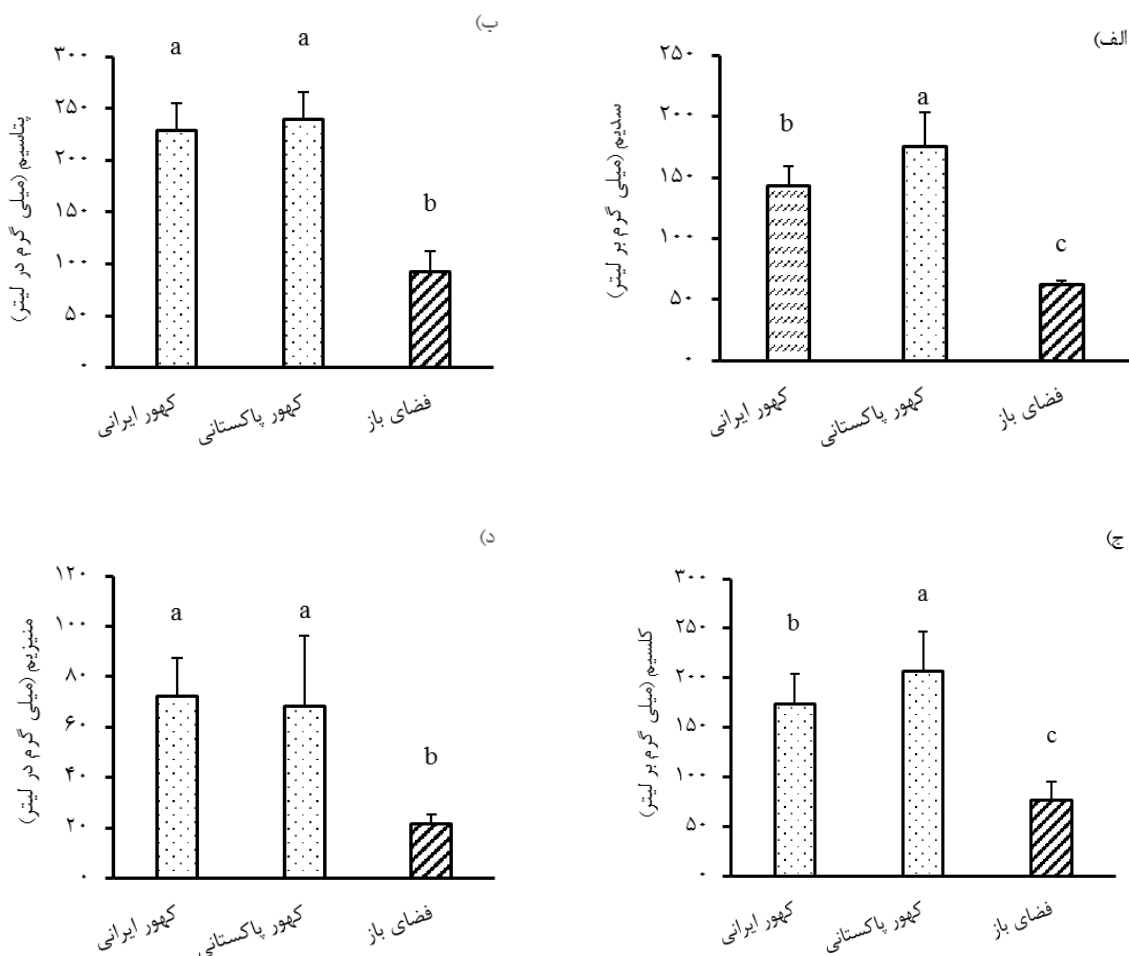 الف)
سدیم (میلی گرم بر لیتر)
۲۵۰
۲۰۰
۱۵۰
۱۰۰
۵۰
۰
b
a
c
کهور ایرانی
کهور پاکستانی
فضای باز
ب)
پتاسیم (میلی گرم در لیتر)
۳۰۰
۲۵۰
۲۰۰
۱۵۰
۱۰۰
۵۰
۰
a
a
b
کهور ایرانی
کهور پاکستانی
فضای باز
ج)
کلسیم (میلی گرم بر لیتر)
۳۰۰
۲۵۰
۲۰۰
۱۵۰
۱۰۰
۵۰
۰
b
a
c
کهور ایرانی
کهور پاکستانی
فضای باز
د)
منیزیم (میلی گرم در لیتر)
۱۲۰
۱۰۰
۸۰
۶۰
۴۰
۲۰
۰
a
a
b
کهور ایرانی
کهور پاکستانی
فضای باز